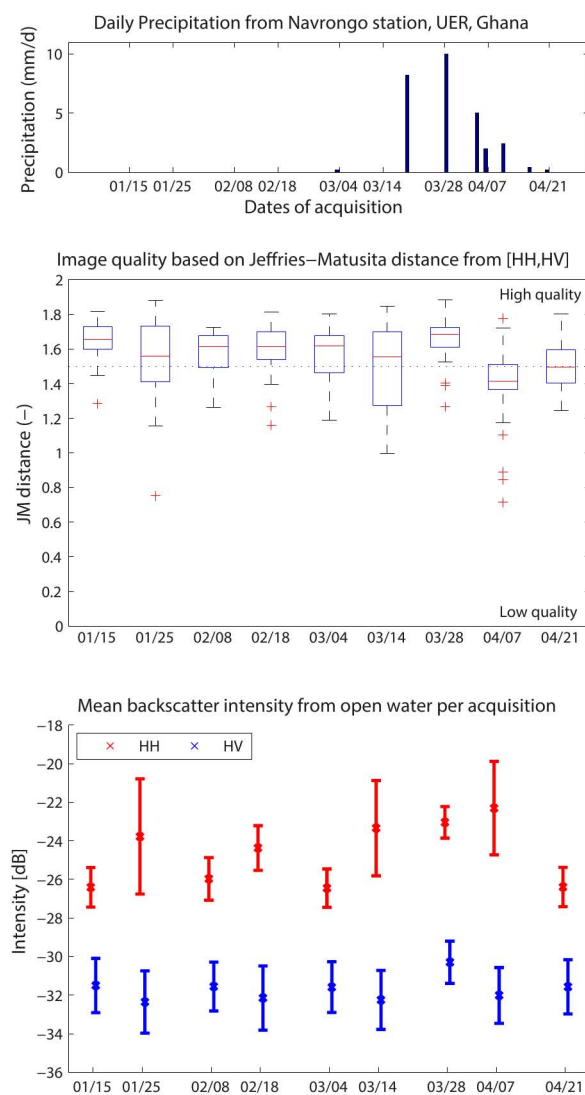 Daily Precipitation from Navrongo station, UER, Ghana
Precipitation (mm/d)
10
5
0
01/15 01/25 02/08 02/18 03/04 03/14 03/28 04/07 04/21
Dates of acquisition
Image quality based on Jeffries−Matusita distance from [HH,HV]
JM distance (−)
2
1.8
1.6
1.4
1.2
1
0.8
0.6
0.4
0.2
0
High quality
Low quality
01/15 01/25 02/08 02/18 03/04 03/14 03/28 04/07 04/21
Mean backscatter intensity from open water per acquisition
Intensity [dB]
−18
−20
−22
−24
−26
−28
−30
−32
−34
−36
HH HV
01/15 01/25 02/08 02/18 03/04 03/14 03/28 04/07 04/21